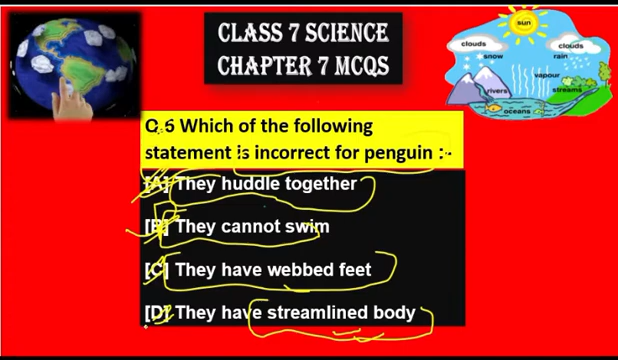 CLASS 7 SCIENCE
CHAPTER 7 MCQS
sun
clouds
clouds
snow
rain
vapour
rivers
streams
oceans
Q.6 Which of the following
statement is incorrect for penguin :-
[A] They huddle together
[B] They cannot swim
[C] They have webbed feet
[D] They have streamlined body